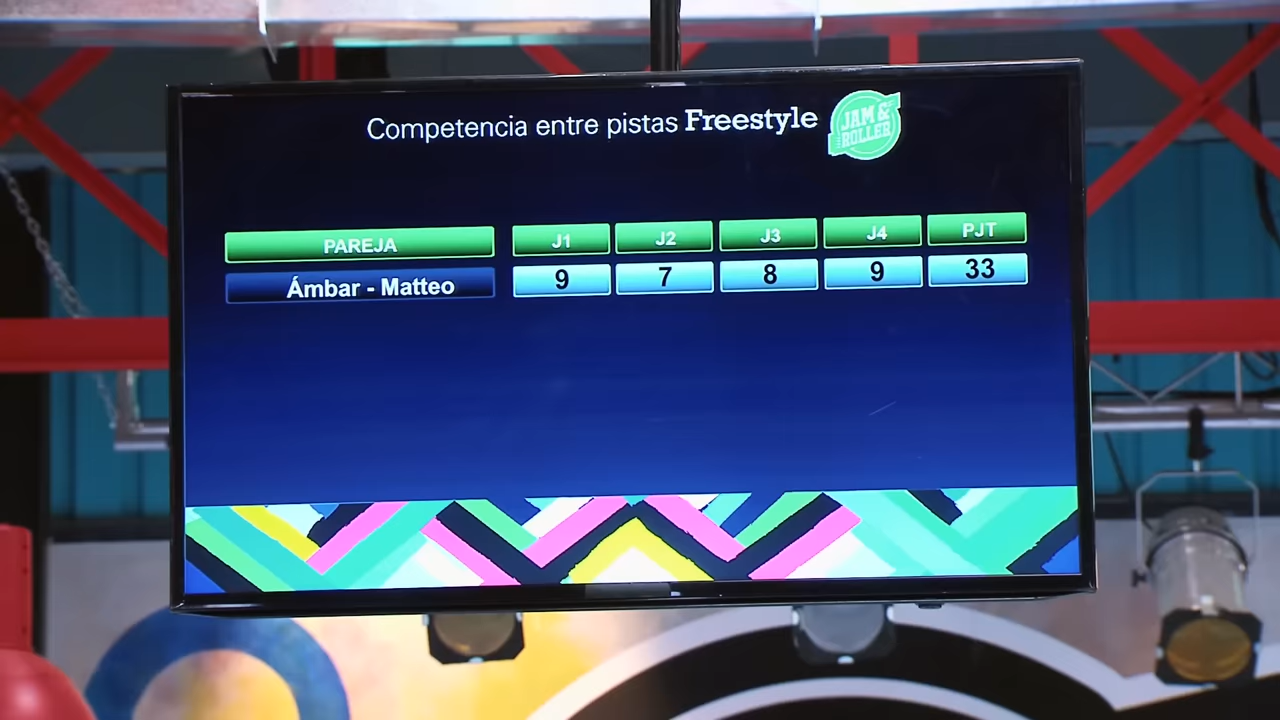 Competencia entre pistas Freestyle
JAM &
ROLLER
PAREJA J1 J2 J3 J4 PJT
Ámbar - Matteo 9 7 8 9 33